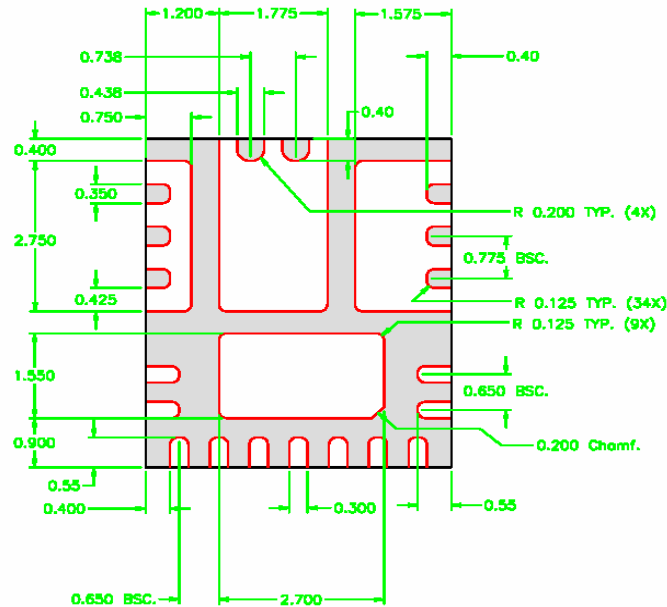 1.200
1.775
1.575
0.738
0.40
0.438
0.750
0.40
0.400
0.350
R 0.200 TYP. (4X)
2.750
0.775 BSC.
0.425
R 0.125 TYP. (34X)
R 0.125 TYP. (9X)
1.550
0.650 BSC.
0.900
0.200 Chamf.
0.55
0.400
0.300
0.55
0.650 BSC.
2.700